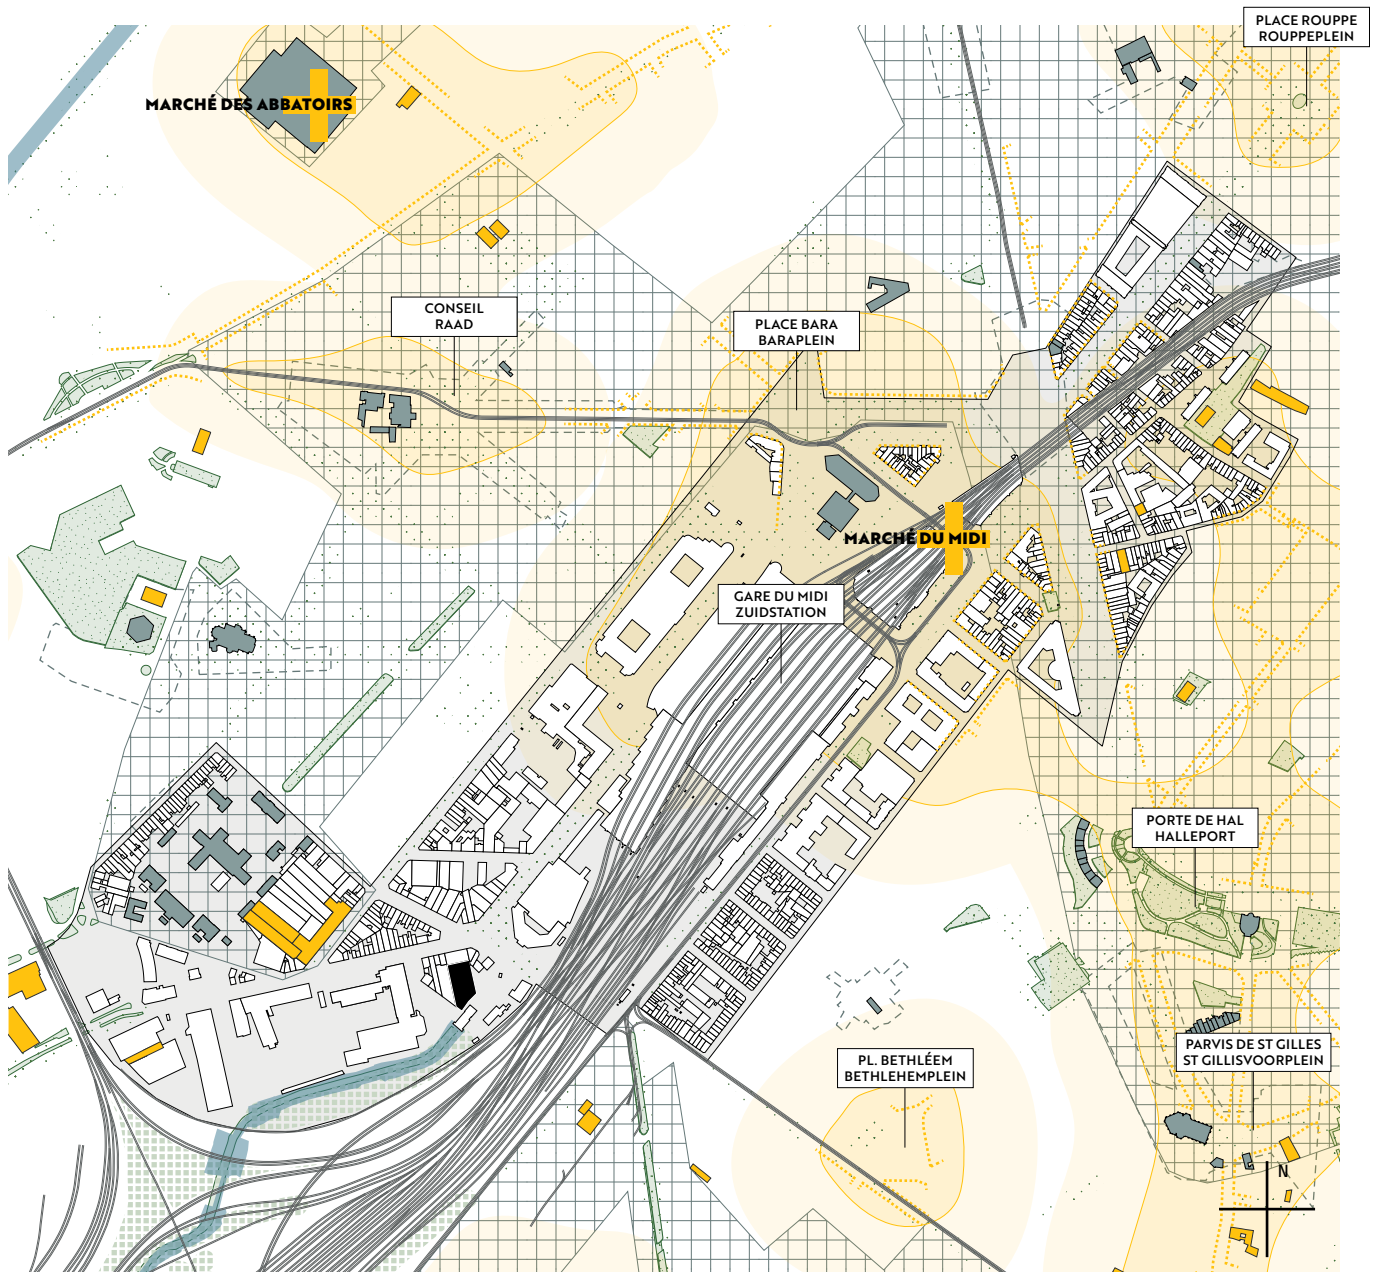 PLACE ROUPPE
ROUPPEPLEIN
MARCHÉ DES ABBATOIRS
CONSEIL
RAAD
PLACE BARA
BARAPLEIN
MARCHÉ DU MIDI
GARE DU MIDI
ZUIDSTATION
PORTE DE HAL
HALLEPORT
PARVIS DE ST GILLES
ST GILLISVOORPLEIN
PL. BETHLÉEM
BETHLEHEMPLEIN
N